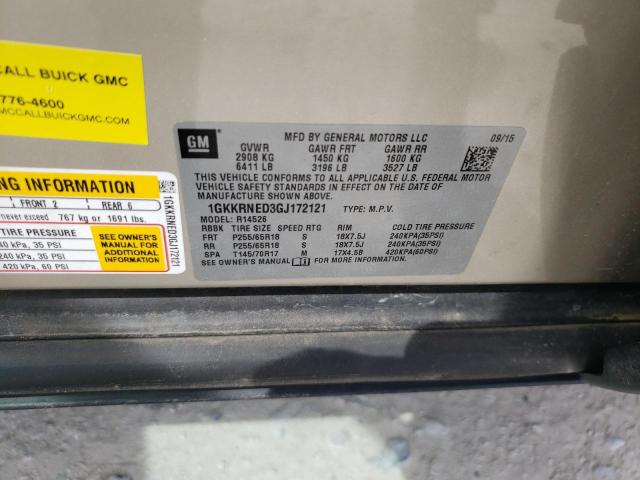 CALL BUICK GMC
776-4600
MCCALLBUICKGMC.COM
NG INFORMATION
FRONT 2 REAR 6
never exceed 767 kg or 1691 lbs.
TIRE PRESSURE
40 kPa, 35 PSI
240 kPa, 35 PSI
420 kPa, 60 PSI
SEE OWNER'S
MANUAL FOR
ADDITIONAL
INFORMATION
1GKKRNED3GJ172121
GM
MFD BY GENERAL MOTORS LLC
09/15
GVWR GAWR FRT GAWR RR
2908 KG 1450 KG 1600 KG
6411 LB 3196 LB 3527 LB
THIS VEHICLE CONFORMS TO ALL APPLICABLE U.S. FEDERAL MOTOR
VEHICLE SAFETY STANDARDS IN EFFECT ON THE DATE OF
MANUFACTURE SHOWN ABOVE.
1GKKRNED3GJ172121 TYPE: M.P.V.
MODEL: R14526
RBBK TIRE SIZE SPEED RTG RIM COLD TIRE PRESSURE
FRT P255/65R18 S 18X7.5J 240KPA(35PSI)
RR P255/65R18 S 18X7.5J 240KPA(35PSI)
SPA T145/70R17 M 17X4.5B 420KPA(60PSI)
SEE OWNER'S MANUAL FOR MORE INFORMATION.